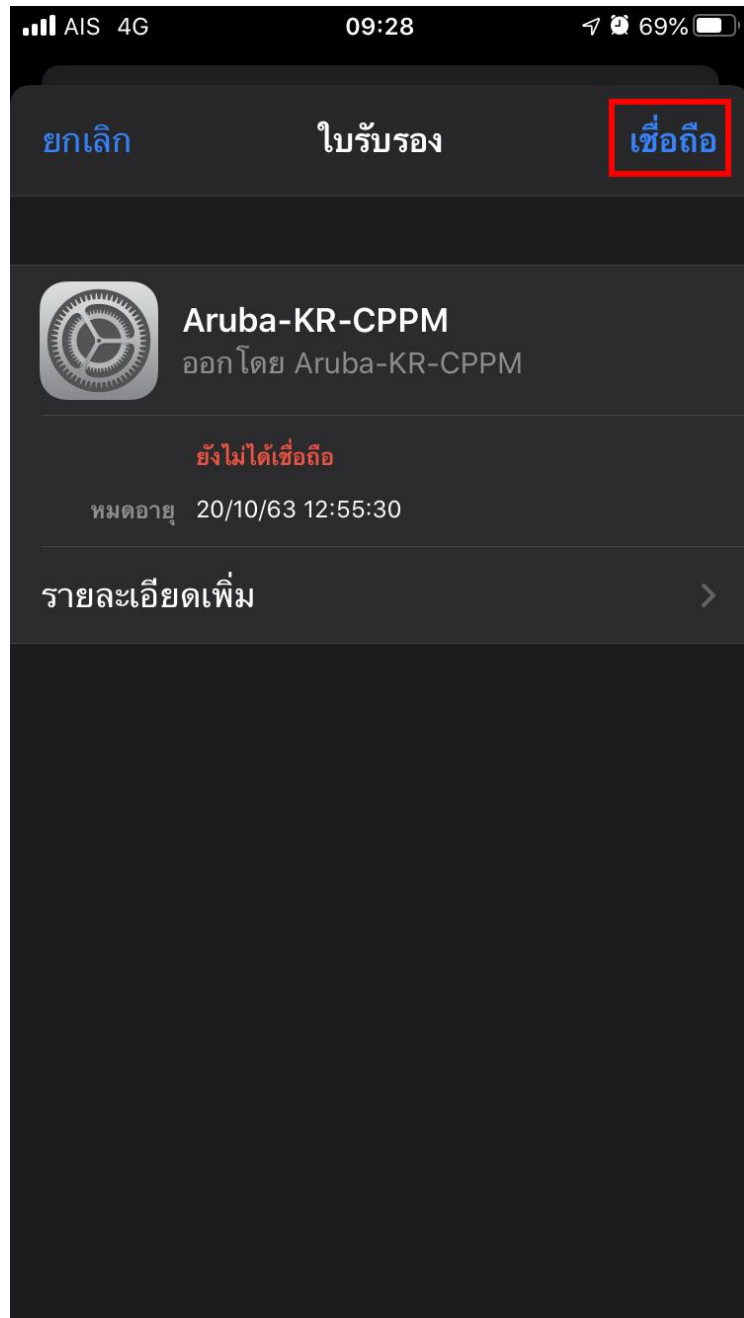 AIS 4G 09:28 69%
ยกเลิก ใบรับรอง เชื่อถือ
Aruba-KR-CPPM
ออกโดย Aruba-KR-CPPM
ยังไม่ได้เชื่อถือ
หมดอายุ 20/10/63 12:55:30
รายละเอียดเพิ่ม